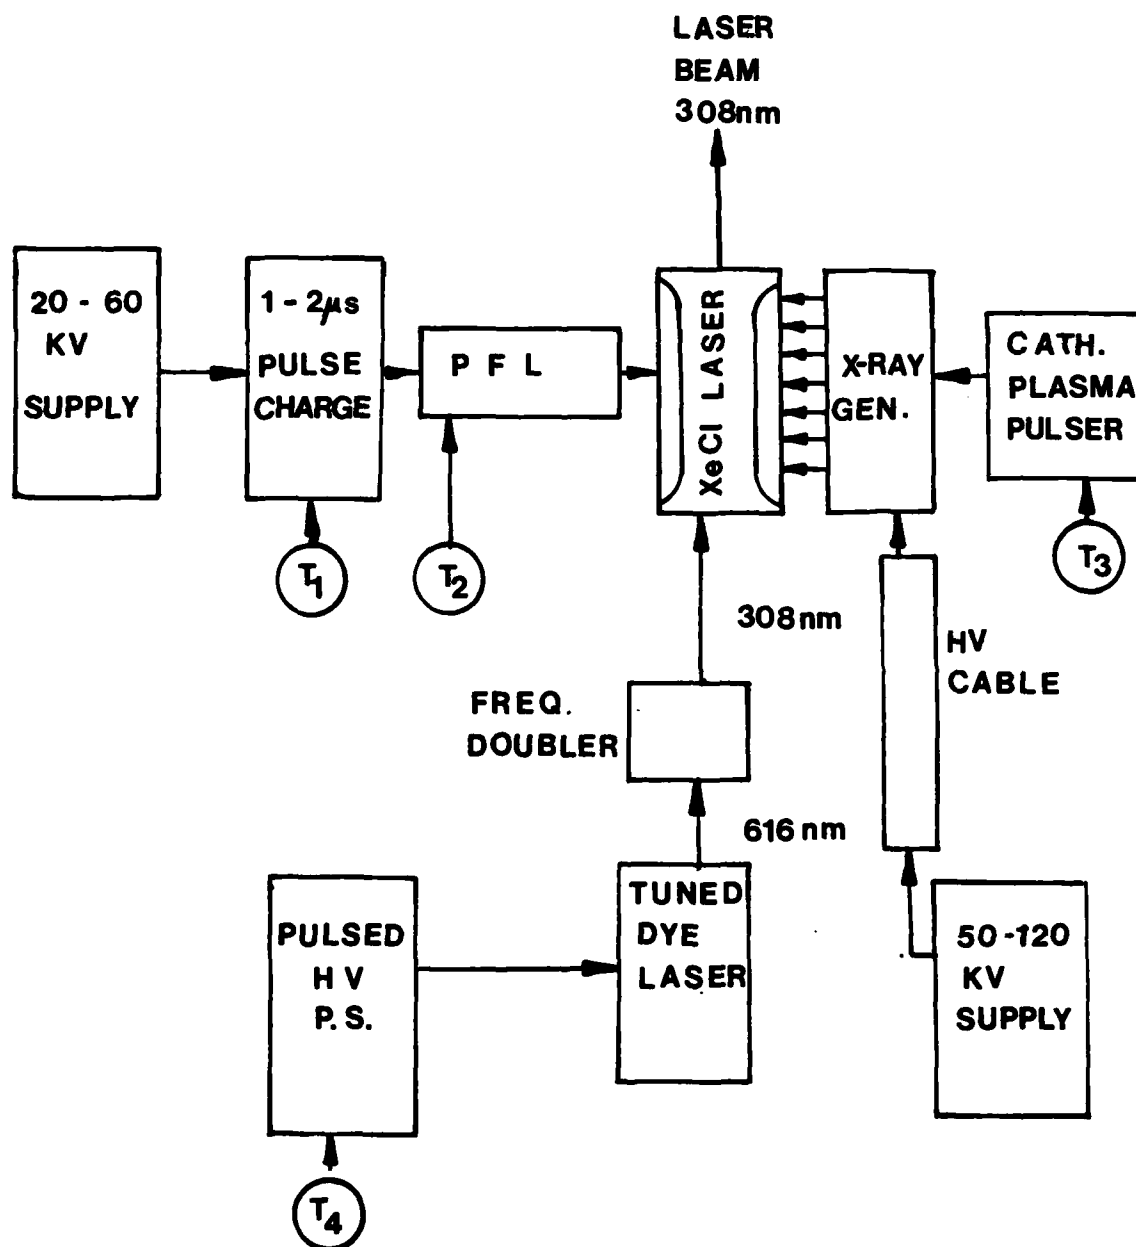 LASER
BEAM
308nm
20 - 60
KV
SUPPLY
1 - 2μs
PULSE
CHARGE
P F L
XeCl LASER
X-RAY
GEN.
CATH.
PLASMA
PULSER
T1
T2
T3
308nm
HV
CABLE
FREQ.
DOUBLER
616nm
PULSED
HV
P.S.
TUNED
DYE
LASER
50-120
KV
SUPPLY
T4